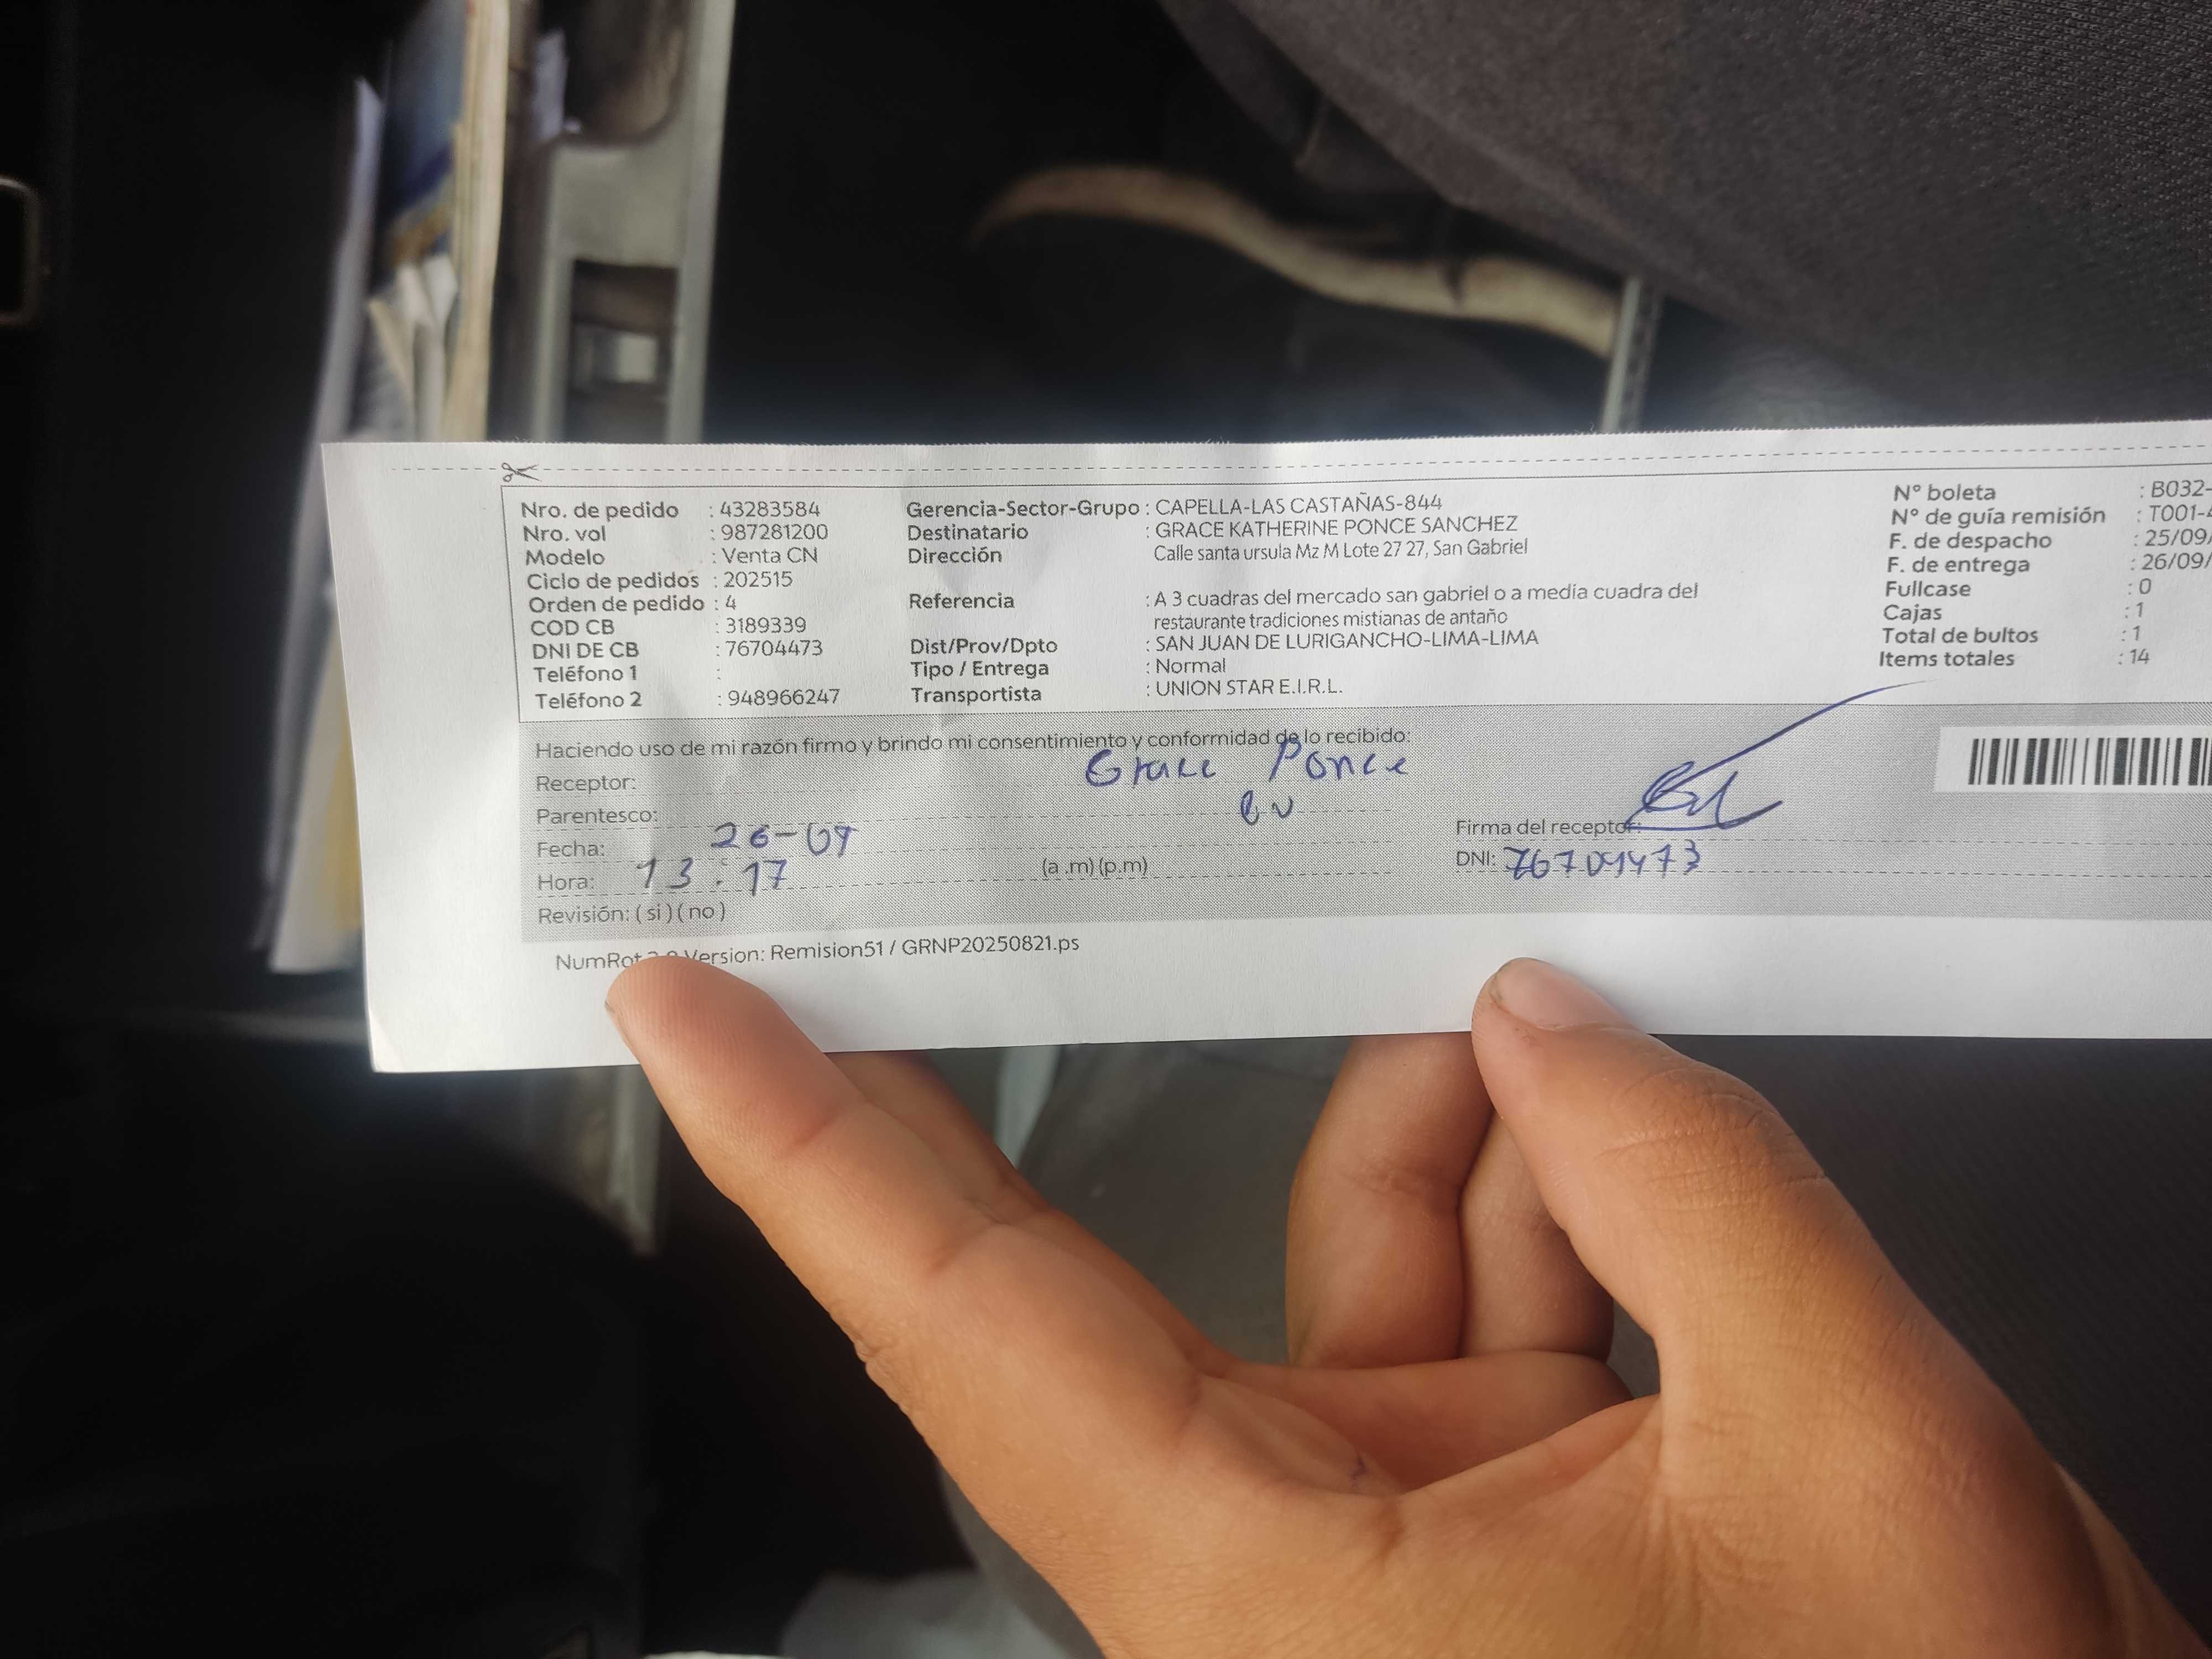 Nro. de pedido : 43283584
Nro. vol : 987281200
Modelo : Venta CN
Ciclo de pedidos : 202515
Orden de pedido : 4
COD CB : 3189339
DNI DE CB : 76704473
Teléfono 1 :
Teléfono 2 : 948966247
Gerencia-Sector-Grupo : CAPELLA-LAS CASTAÑAS-844
Destinatario : GRACE KATHERINE PONCE SANCHEZ
Dirección Calle santa ursula Mz M Lote 27 27, San Gabriel
Referencia : A 3 cuadras del mercado san gabriel o a media cuadra del
restaurante tradiciones mistianas de antaño
Dist/Prov/Dpto : SAN JUAN DE LURIGANCHO-LIMA-LIMA
Tipo / Entrega : Normal
Transportista : UNION STAR E.I.R.L.
N° boleta : B032-
N° de guía remisión : T001-4
F. de despacho : 25/09/
F. de entrega : 26/09/
Fullcase : 0
Cajas : 1
Total de bultos : 1
Items totales : 14
Haciendo uso de mi razón firmo y brindo mi consentimiento y conformidad de lo recibido:
Receptor: Grace Ponce
Parentesco:
Fecha: 26-09
Hora: 13:17 (a .m) (p.m)
Revisión: ( si ) ( no )
Firma del receptor:
DNI: 76704473
Version: Remision51 / GRNP20250821.ps